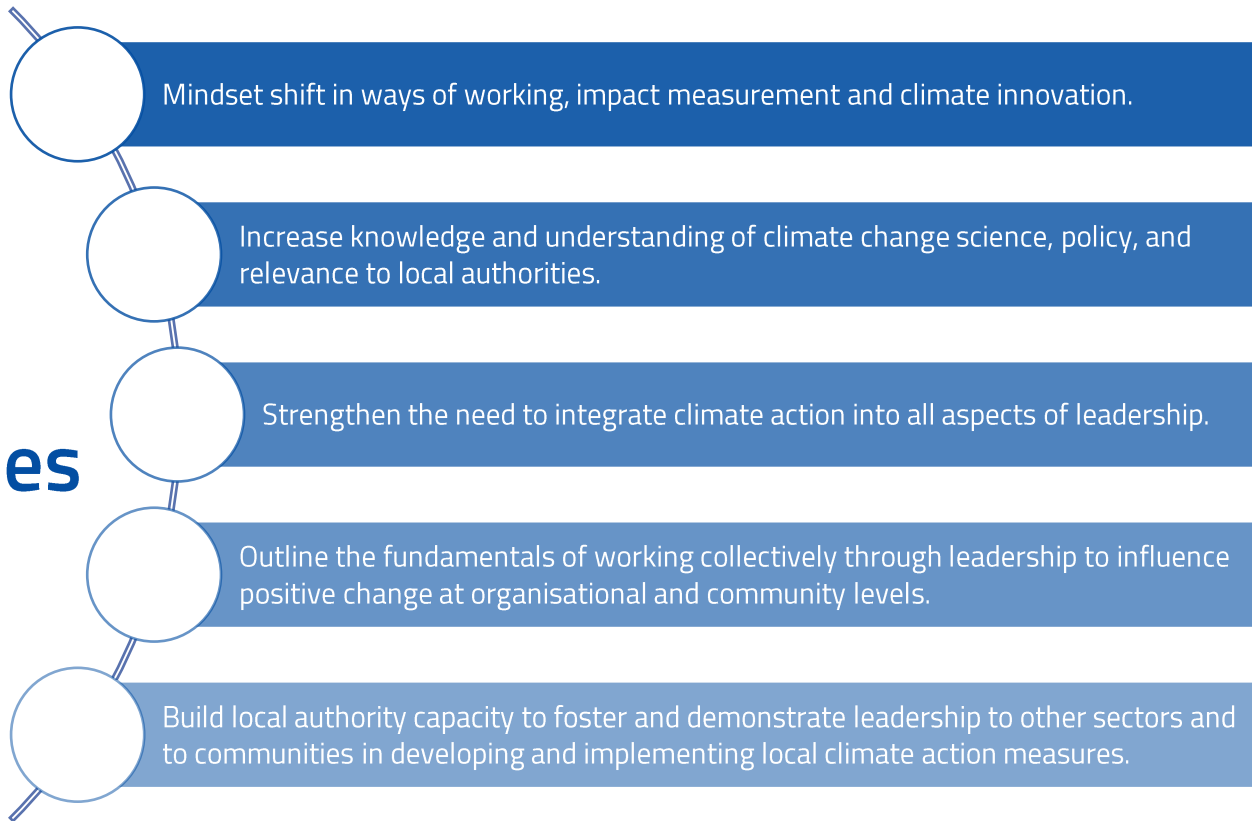 Mindset shift in ways of working, impact measurement and climate innovation.
Increase knowledge and understanding of climate change science, policy, and
relevance to local authorities.
Strengthen the need to integrate climate action into all aspects of leadership.
es
Outline the fundamentals of working collectively through leadership to influence
positive change at organisational and community levels.
Build local authority capacity to foster and demonstrate leadership to other sectors and
to communities in developing and implementing local climate action measures.